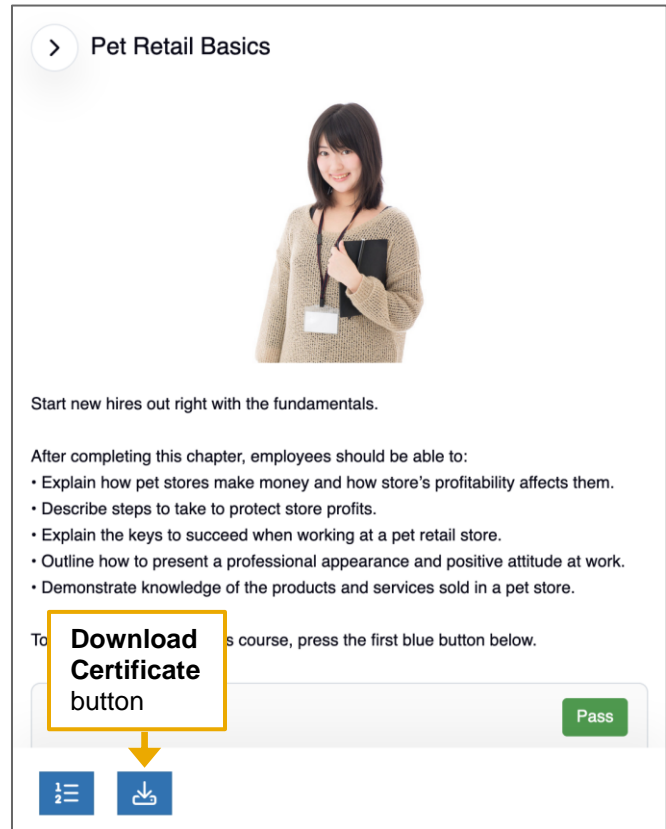 Pet Retail Basics
Start new hires out right with the fundamentals.
After completing this chapter, employees should be able to:
• Explain how pet stores make money and how store's profitability affects them.
• Describe steps to take to protect store profits.
• Explain the keys to succeed when working at a pet retail store.
• Outline how to present a professional appearance and positive attitude at work.
• Demonstrate knowledge of the products and services sold in a pet store.
To
course, press the first blue button below.
Download
Certificate
button
Pass
1
2